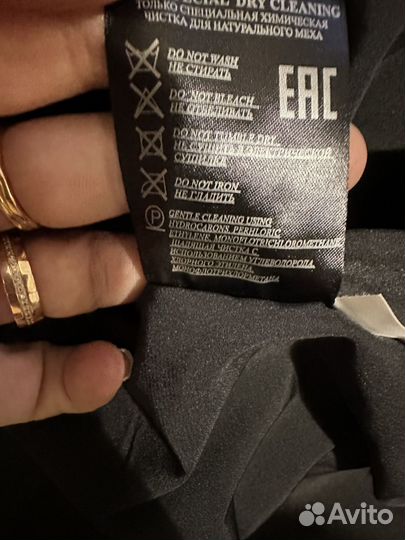 SPECIAL DRY CLEANING
ТОЛЬКО СПЕЦИАЛЬНАЯ ХИМИЧЕСКАЯ
ЧИСТКА ДЛЯ НАТУРАЛЬНОГО МЕХА
DO NOT WASH
НЕ СТИРАТЬ
DO NOT BLEACH
НЕ ОТБЕЛИВАТЬ
DO NOT TUMBLE DRY
НЕ СУШИТЬ В ЭЛЕКТРИЧЕСКОЙ
СУШИЛКЕ
DO NOT IRON
НЕ ГЛАДИТЬ
EAC
P
GENTLE CLEANING USING
HYDROCARONS, PERHLORIC
ETHYLENE, MONOFLOTRICHLOROMETHANE
ЩАДЯЩАЯ ЧИСТКА С
ИСПОЛЬЗОВАНИЕМ УГЛЕВОДОРОДА,
ХЛОРНОГО ЭТИЛЕНА,
МОНОФЛОТРИХЛОРМЕТАНА
Avito